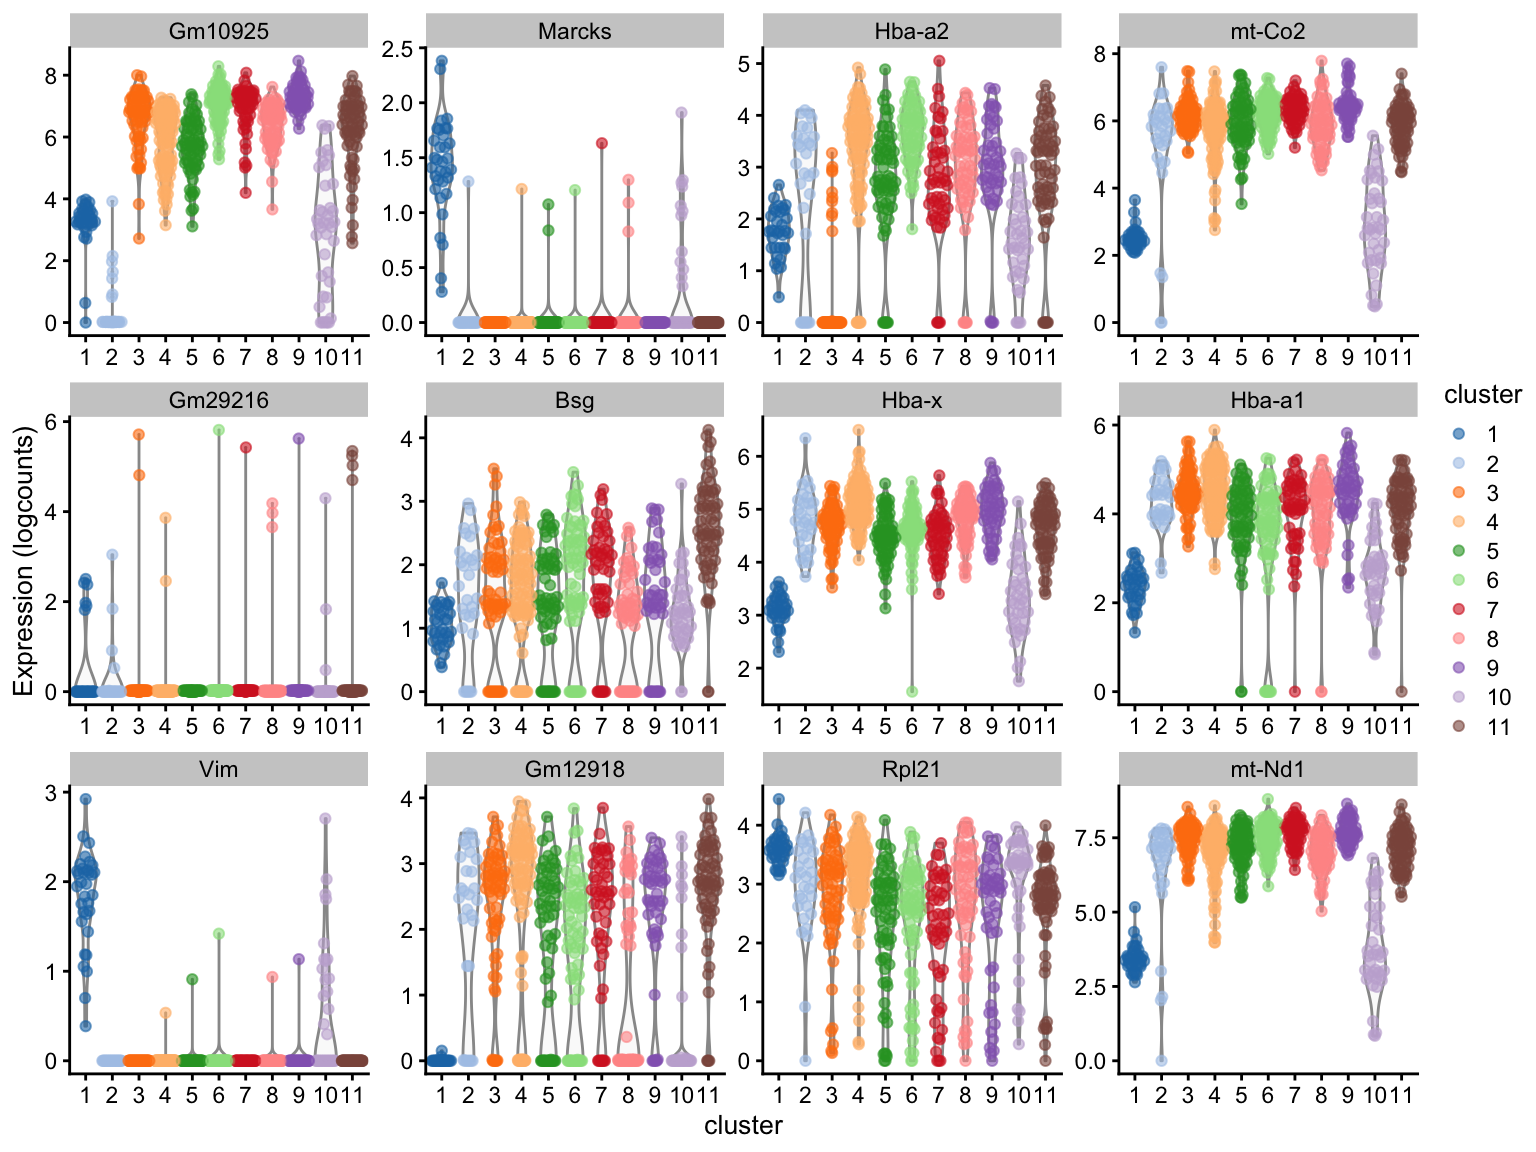 Gm10925 Marcks Hba-a2 mt-Co2
8 6 4 2 0
2.5 2.0 1.5 1.0 0.5 0.0
5 4 3 2 1 0
8 6 4 2 0
1 2 3 4 5 6 7 8 9 10 11
1 2 3 4 5 6 7 8 9 10 11
1 2 3 4 5 6 7 8 9 10 11
1 2 3 4 5 6 7 8 9 10 11
Gm29216 Bsg Hba-x Hba-a1
Expression (logcounts)
6 4 2 0
4 3 2 1 0
6 5 4 3 2
6 4 2 0
1 2 3 4 5 6 7 8 9 10 11
1 2 3 4 5 6 7 8 9 10 11
1 2 3 4 5 6 7 8 9 10 11
1 2 3 4 5 6 7 8 9 10 11
cluster
1
2
3
4
5
6
7
8
9
10
11
Vim Gm12918 Rpl21 mt-Nd1
3 2 1 0
4 3 2 1 0
4 3 2 1 0
7.5 5.0 2.5 0.0
1 2 3 4 5 6 7 8 9 10 11
1 2 3 4 5 6 7 8 9 10 11
1 2 3 4 5 6 7 8 9 10 11
1 2 3 4 5 6 7 8 9 10 11
cluster